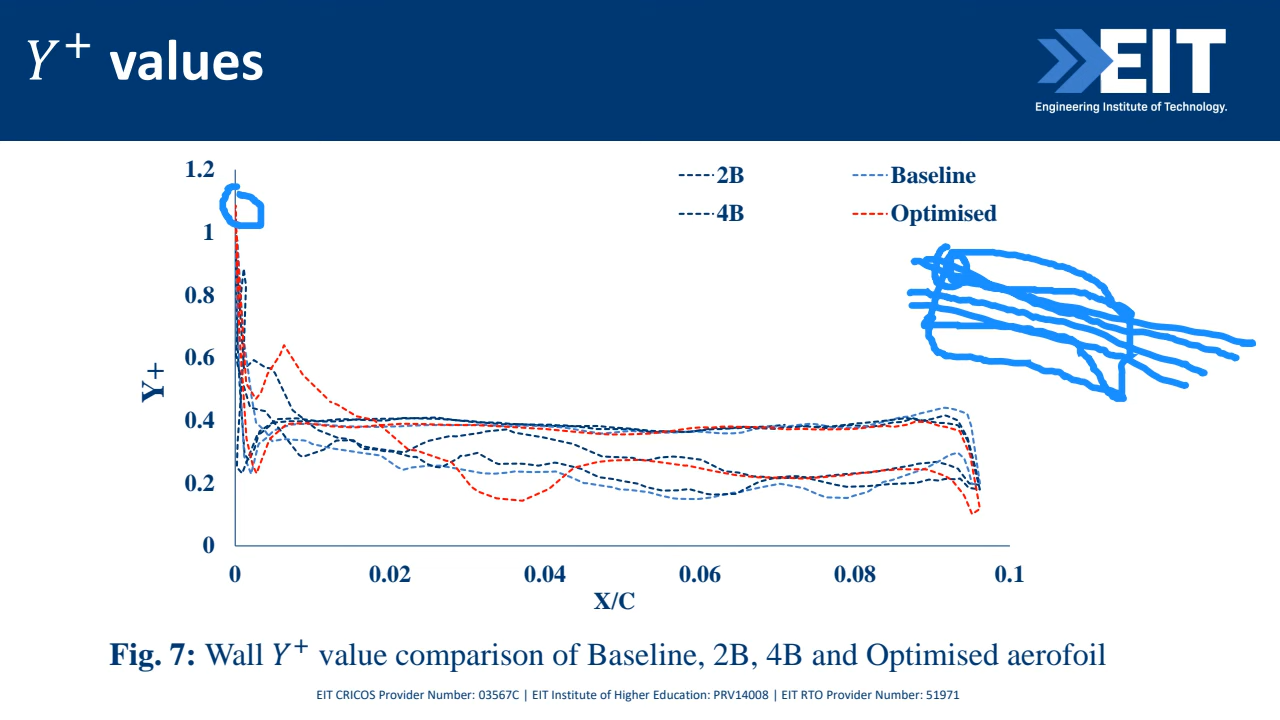 Y⁺ values
EIT
Engineering Institute of Technology.
1.2
1
0.8
0.6
0.4
0.2
0
Y+
2B
Baseline
4B
Optimised
0 0.02 0.04 0.06 0.08 0.1
X/C
Fig. 7: Wall Y⁺ value comparison of Baseline, 2B, 4B and Optimised aerofoil
EIT CRICOS Provider Number: 03567C | EIT Institute of Higher Education: PRV14008 | EIT RTO Provider Number: 51971